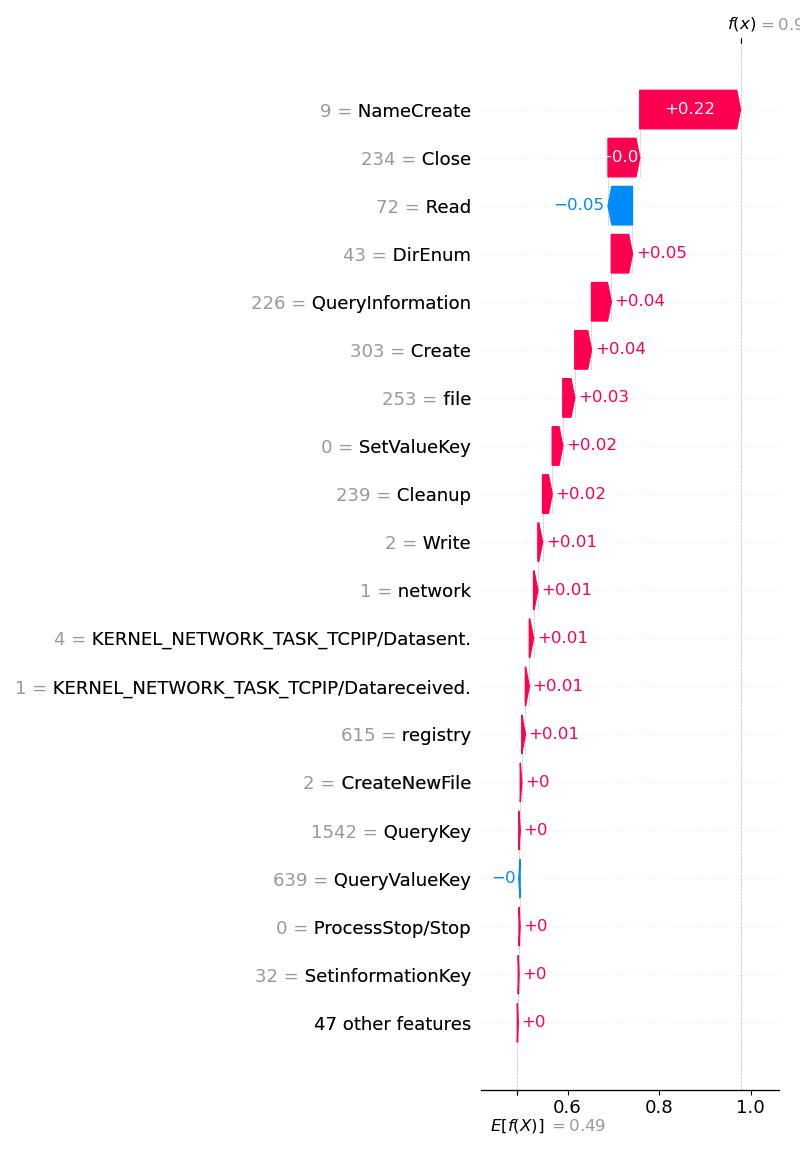 f(x) = 0.9
9 = NameCreate +0.22
234 = Close
72 = Read −0.05
43 = DirEnum +0.05
226 = QueryInformation +0.04
303 = Create +0.04
253 = file +0.03
0 = SetValueKey +0.02
239 = Cleanup +0.02
2 = Write +0.01
1 = network +0.01
4 = KERNEL_NETWORK_TASK_TCPIP/Datasent. +0.01
1 = KERNEL_NETWORK_TASK_TCPIP/Datareceived. +0.01
615 = registry +0.01
2 = CreateNewFile +0
1542 = QueryKey +0
639 = QueryValueKey −0
0 = ProcessStop/Stop +0
32 = SetinformationKey +0
47 other features +0
0.6 0.8 1.0
E[f(X)] = 0.49